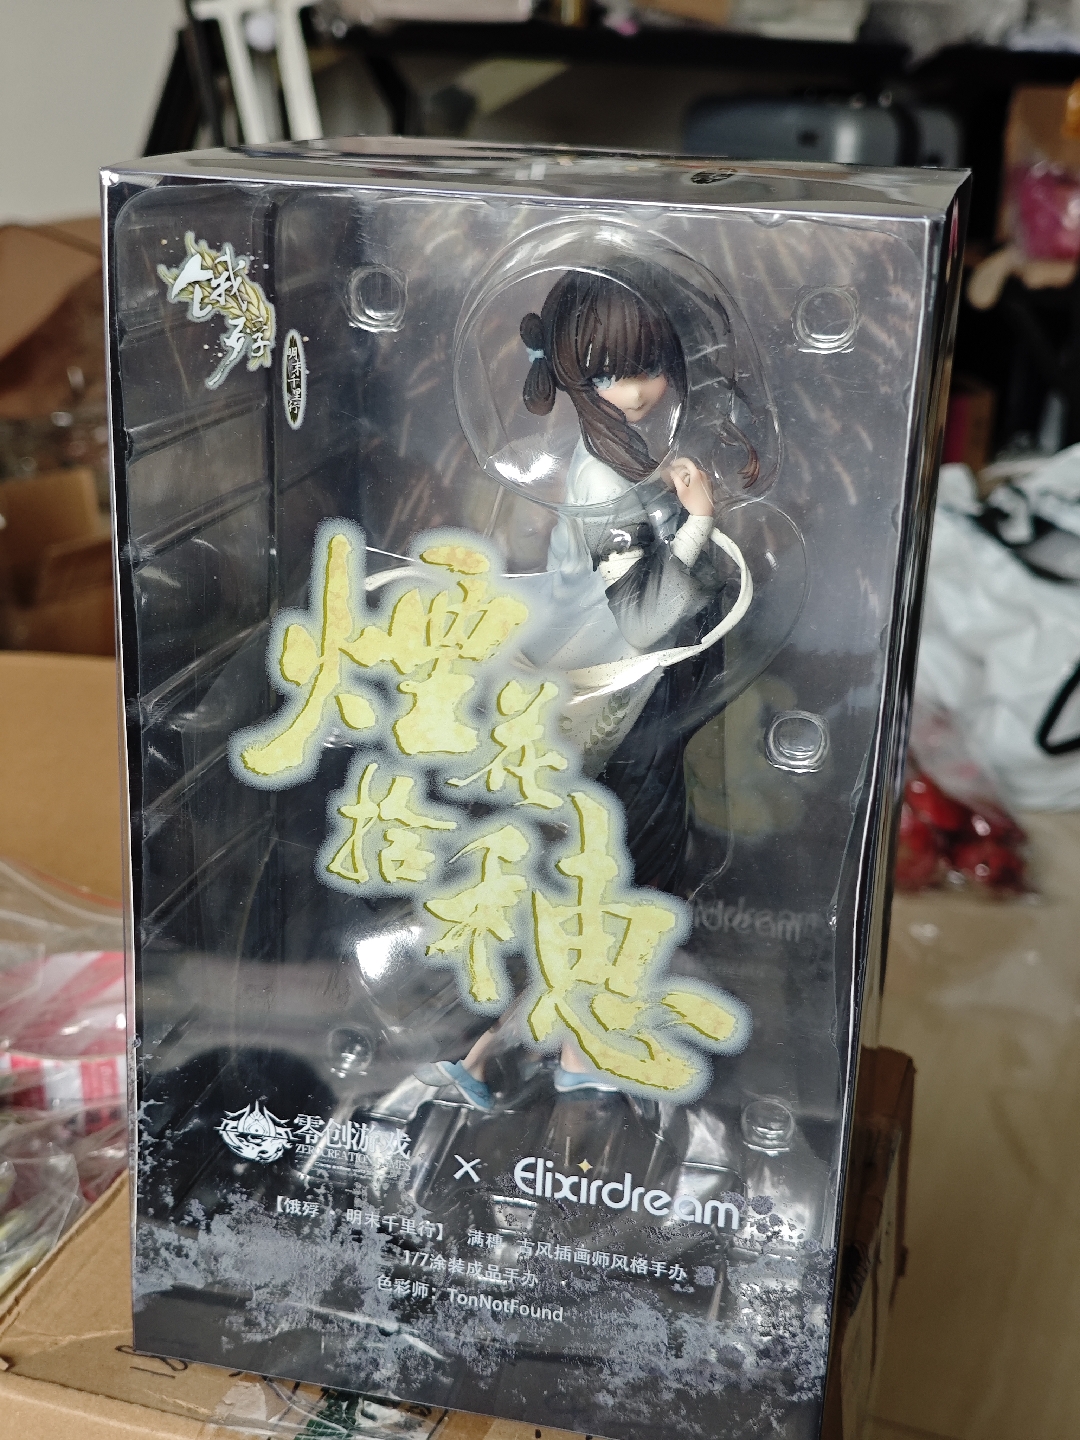 饿殍
明末千里行
煙花
拾穗
零创游戏
ZERO CREATION GAMES
× Elixirdream
【饿殍·明末千里行】 满穗 古风插画师风格手办
1/7涂装成品手办
色彩师：TonNotFound
Elixirdream